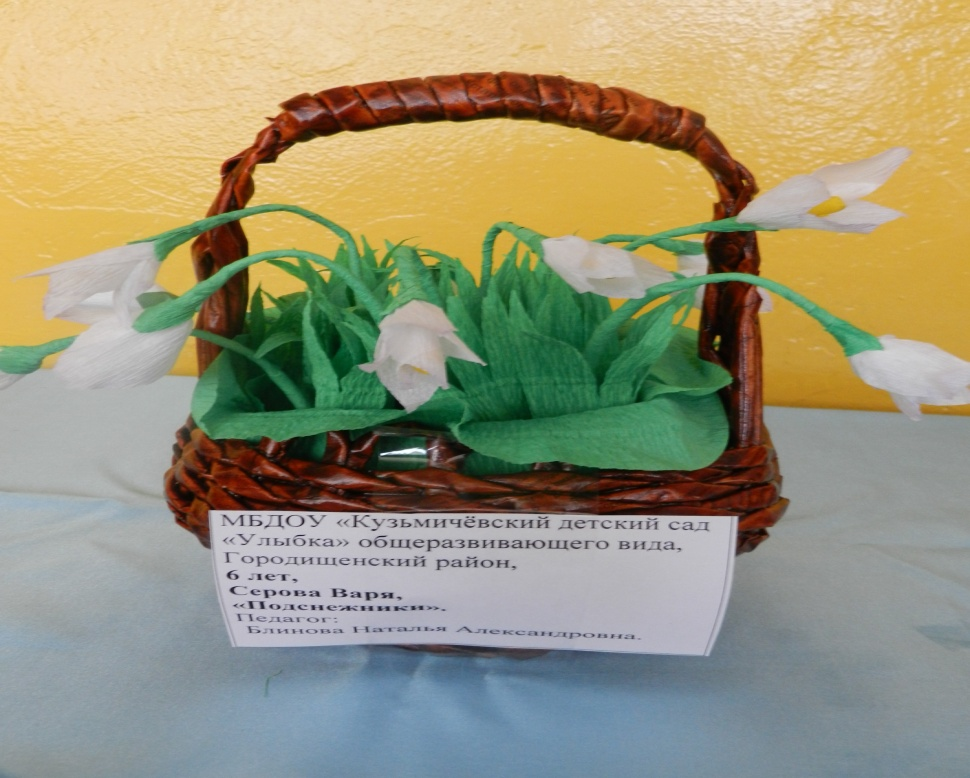 МБДОУ «Кузьмичёвский детский сад
«Улыбка» общеразвивающего вида,
Городищенский район,
6 лет,
Серова Варя,
«Подснежники».
Педагог:
Блинова Наталья Александровна.